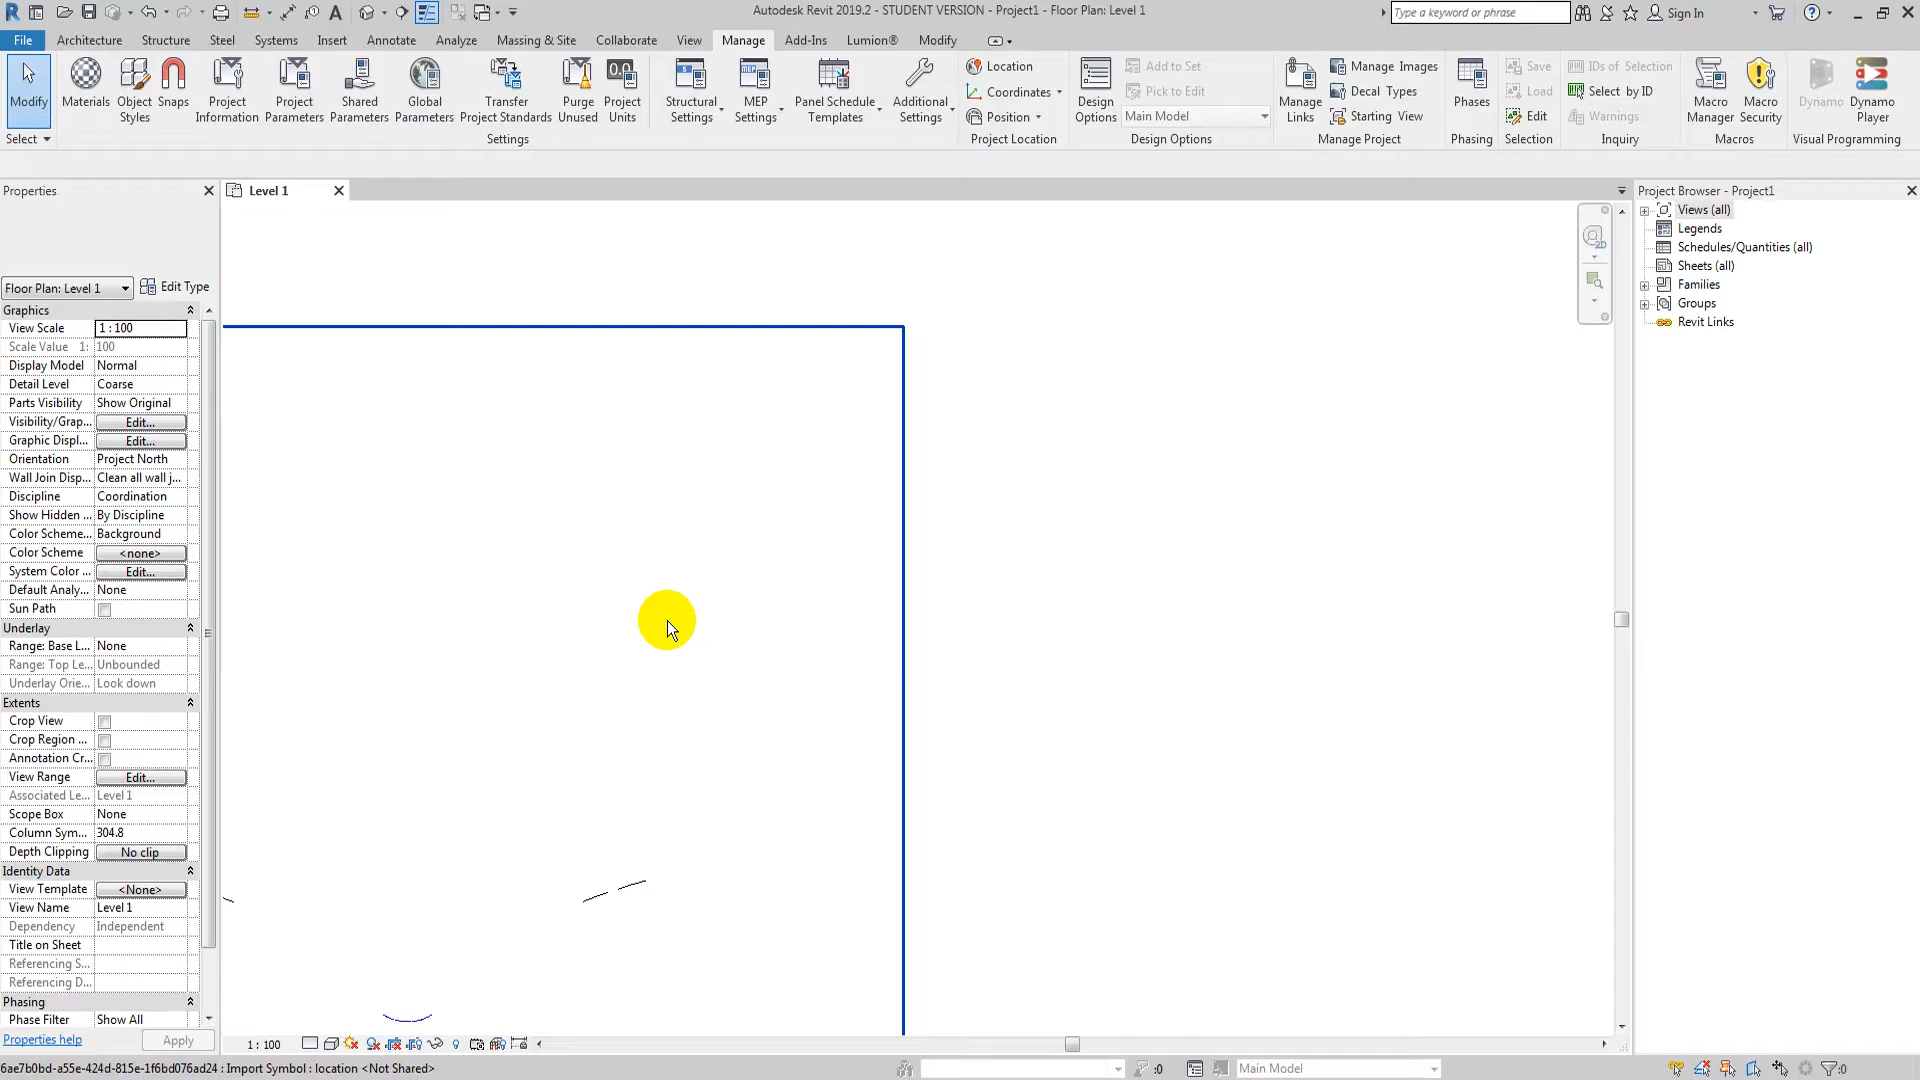 Autodesk Revit 2019.2 - STUDENT VERSION - Project1 - Floor Plan: Level 1
Type a keyword or phrase
Sign In
File Architecture Structure Steel Systems Insert Annotate Analyze Massing & Site Collaborate View Manage Add-Ins Lumion® Modify
Modify
Materials
Object Styles
Snaps
Project Information
Project Parameters
Shared Parameters
Global Parameters
Transfer Project Standards
Purge Unused
Project Units
Structural Settings
MEP Settings
Panel Schedule Templates
Additional Settings
Location
Coordinates
Position
Design Options
Add to Set
Pick to Edit
Main Model
Manage Links
Manage Images
Decal Types
Starting View
Phases
Save
Load
Edit
IDs of Selection
Select by ID
Warnings
Macro Manager
Macro Security
Dynamo
Dynamo Player
Select
Settings
Project Location
Design Options
Manage Project
Phasing
Selection
Inquiry
Macros
Visual Programming
Properties
Floor Plan: Level 1
Edit Type
Graphics
View Scale 1 : 100
Scale Value 1: 100
Display Model Normal
Detail Level Coarse
Parts Visibility Show Original
Visibility/Grap... Edit...
Graphic Displ... Edit...
Orientation Project North
Wall Join Disp... Clean all wall j...
Discipline Coordination
Show Hidden ... By Discipline
Color Scheme... Background
Color Scheme <none>
System Color ... Edit...
Default Analy... None
Sun Path
Underlay
Range: Base L... None
Range: Top Le... Unbounded
Underlay Orie... Look down
Extents
Crop View
Crop Region ...
Annotation Cr...
View Range Edit...
Associated Le... Level 1
Scope Box None
Column Sym... 304.8
Depth Clipping No clip
Identity Data
View Template <None>
View Name Level 1
Dependency Independent
Title on Sheet
Referencing S...
Referencing D...
Phasing
Phase Filter Show All
Properties help
Apply
Level 1
2D
1 : 100
Project Browser - Project1
Views (all)
Legends
Schedules/Quantities (all)
Sheets (all)
Families
Groups
Revit Links
6ae7b0bd-a55e-424d-815e-1f6bd076ad24 : Import Symbol : location <Not Shared>
:0
Main Model
:0